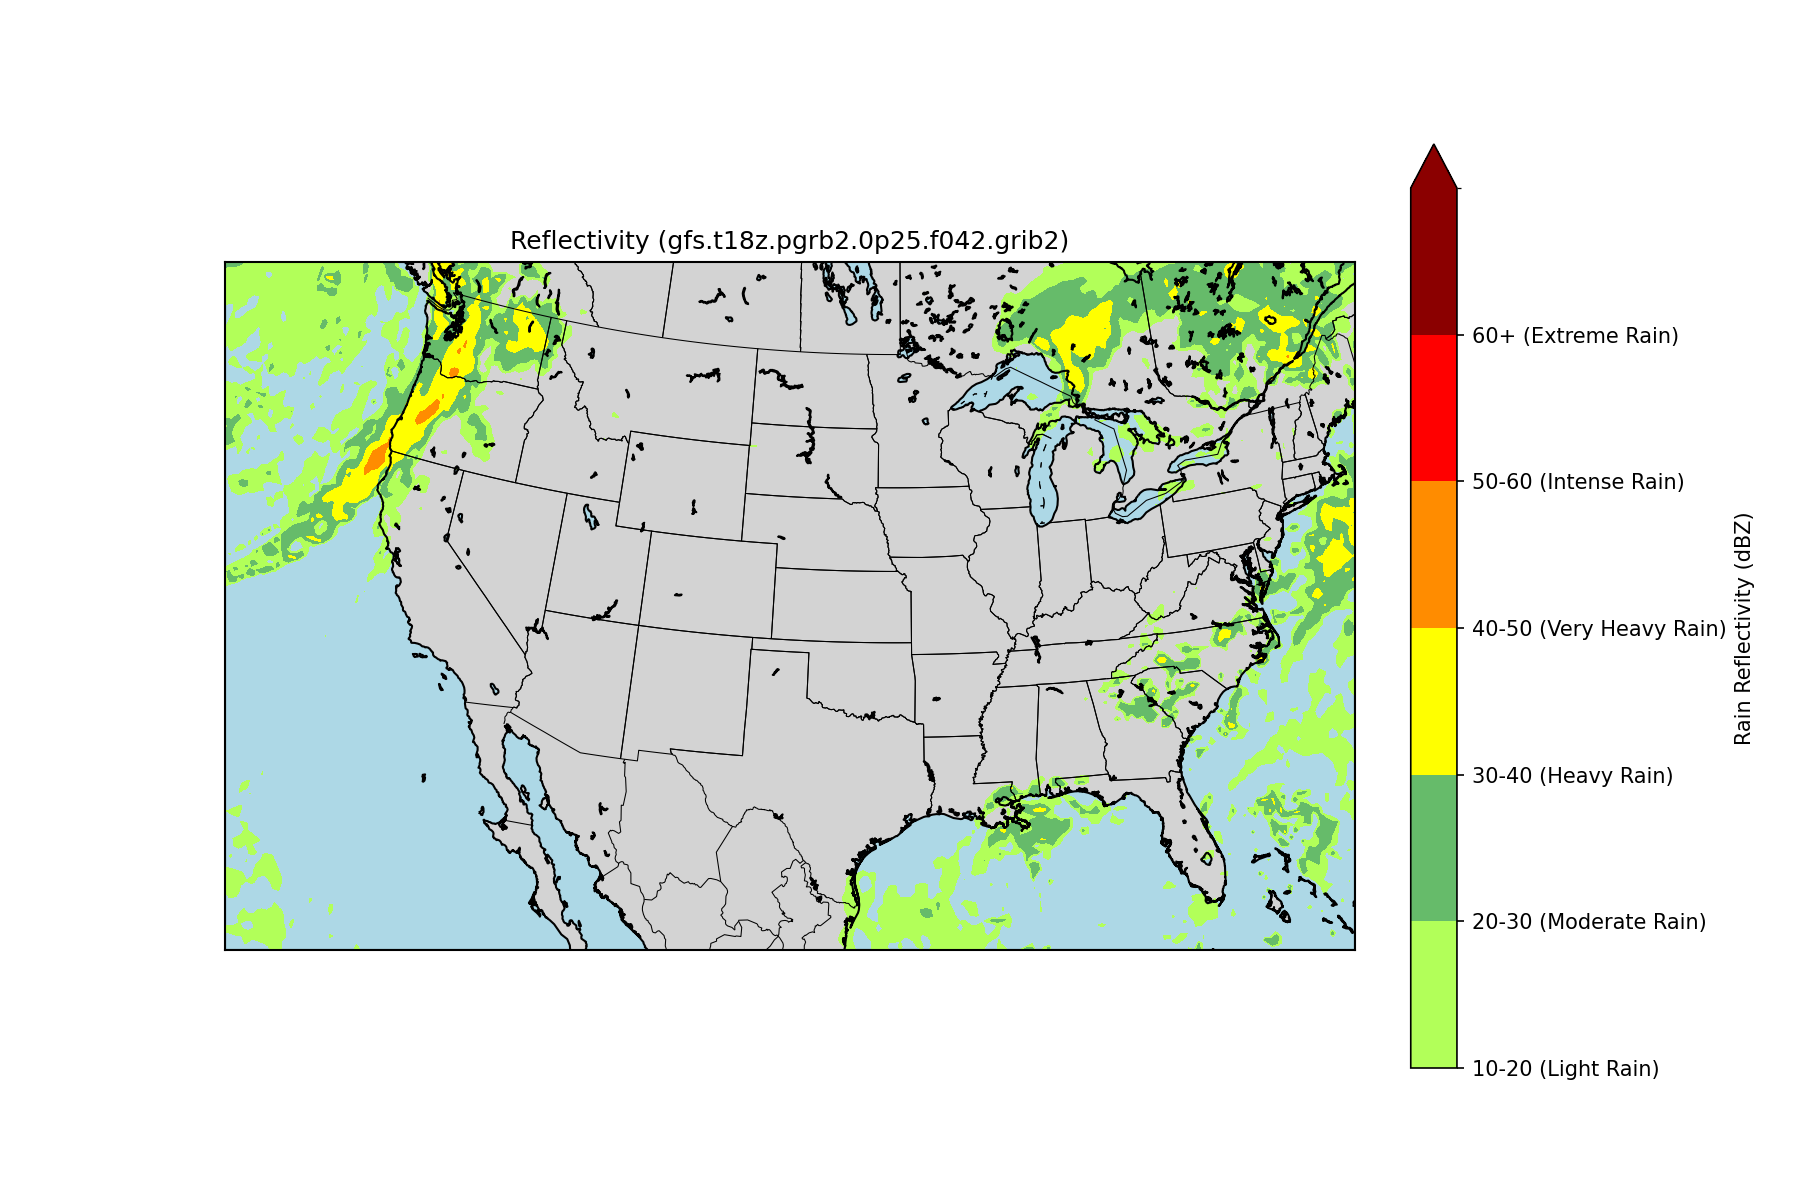 Reflectivity (gfs.t18z.pgrb2.0p25.f042.grib2)
60+ (Extreme Rain)
50-60 (Intense Rain)
40-50 (Very Heavy Rain)
30-40 (Heavy Rain)
20-30 (Moderate Rain)
10-20 (Light Rain)
Rain Reflectivity (dBZ)